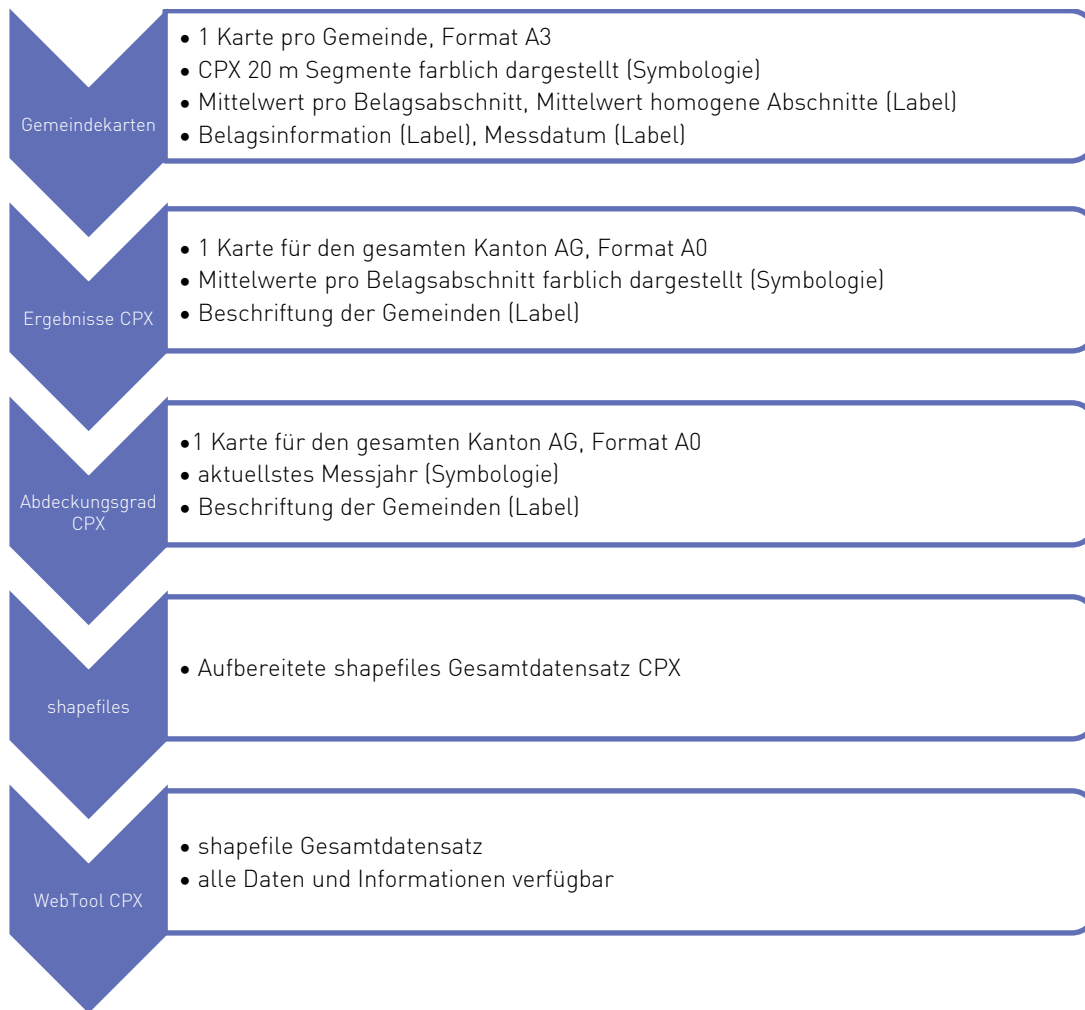 Gemeindekarten
• 1 Karte pro Gemeinde, Format A3
• CPX 20 m Segmente farblich dargestellt (Symbologie)
• Mittelwert pro Belagsabschnitt, Mittelwert homogene Abschnitte (Label)
• Belagsinformation (Label), Messdatum (Label)
Ergebnisse CPX
• 1 Karte für den gesamten Kanton AG, Format A0
• Mittelwerte pro Belagsabschnitt farblich dargestellt (Symbologie)
• Beschriftung der Gemeinden (Label)
Abdeckungsgrad
CPX
•1 Karte für den gesamten Kanton AG, Format A0
• aktuellstes Messjahr (Symbologie)
• Beschriftung der Gemeinden (Label)
shapefiles
• Aufbereitete shapefiles Gesamtdatensatz CPX
WebTool CPX
• shapefile Gesamtdatensatz
• alle Daten und Informationen verfügbar